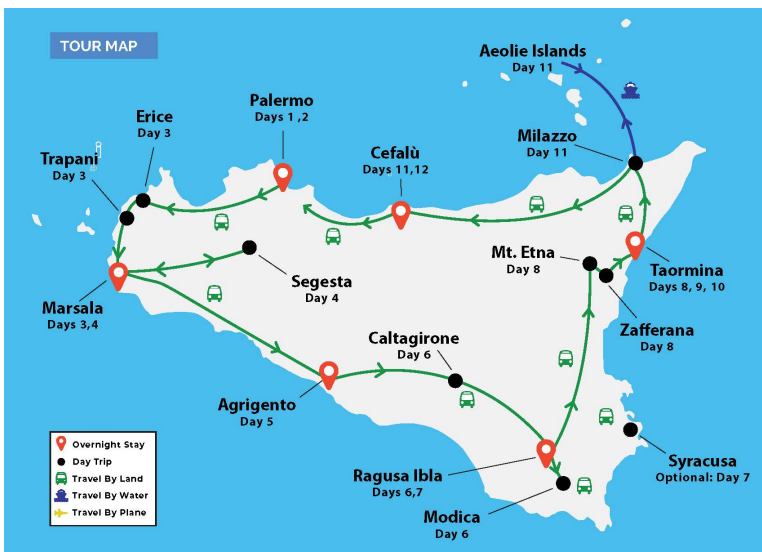 TOUR MAP
Aeolie Islands
Day 11
Palermo
Days 1 ,2
Erice
Day 3
Trapani
Day 3
Cefalù
Days 11,12
Milazzo
Day 11
Mt. Etna
Day 8
Taormina
Days 8, 9, 10
Segesta
Day 4
Marsala
Days 3,4
Zafferana
Day 8
Caltagirone
Day 6
Agrigento
Day 5
Syracusa
Optional: Day 7
Ragusa Ibla
Days 6,7
Modica
Day 6
Overnight Stay
Day Trip
Travel By Land
Travel By Water
Travel By Plane